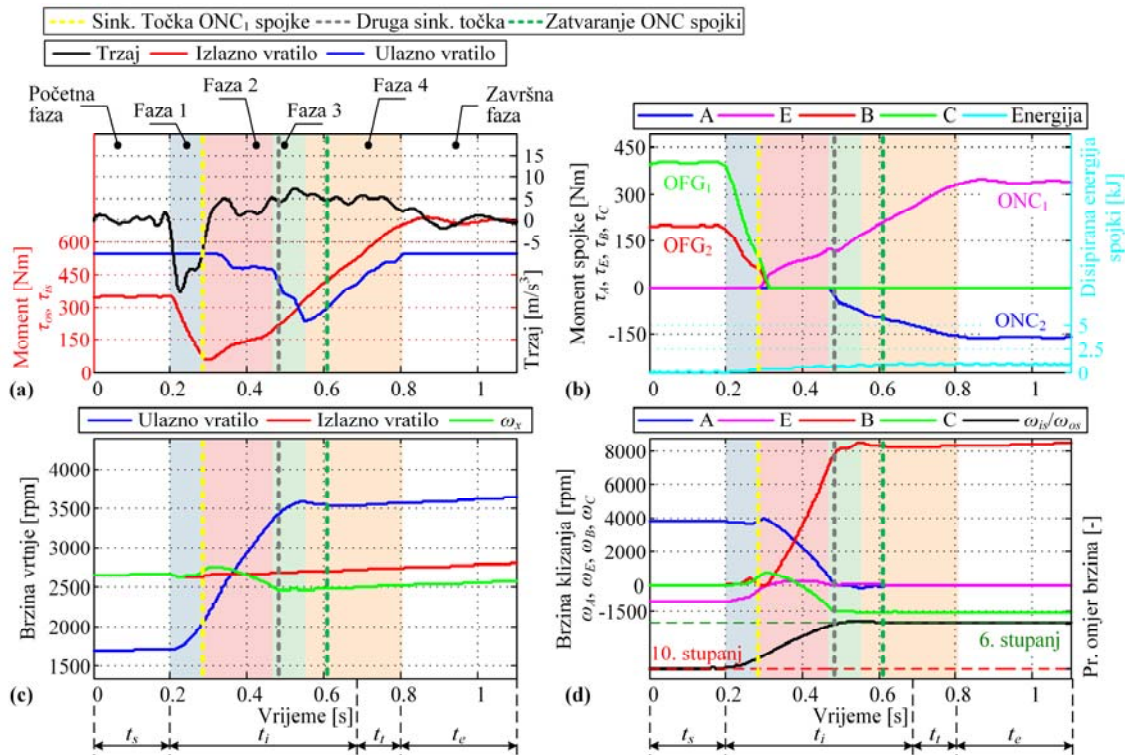 Sink. Točka ONC₁ spojke Druga sink. točka Zatvaranje ONC spojki
Trzaj Izlazno vratilo Ulazno vratilo
Početna faza
Faza 1
Faza 2
Faza 3
Faza 4
Završna faza
Moment [Nm]
τos, τis
600
450
300
150
0
15
10
5
0
-5
Trzaj [m/s³]
0 0.2 0.4 0.6 0.8 1
(a)
A E B C Energija
Moment spojke [Nm]
τA, τE, τB, τC
450
300
150
0
-150
OFG₁
OFG₂
ONC₁
ONC₂
Disipirana energija spojki [kJ]
5
2.5
0
0 0.2 0.4 0.6 0.8 1
(b)
Ulazno vratilo Izlazno vratilo ωx
Brzina vrtnje [rpm]
4000
3500
3000
2500
2000
1500
0 0.2 0.4 0.6 0.8 1
(c)
Vrijeme [s]
ts ti tt te
A E B C ωis/ωos
Brzina klizanja [rpm]
ωA, ωE, ωB, ωC
8000
4000
0
-1500
10. stupanj
6. stupanj
Pr. omjer brzina [-]
0 0.2 0.4 0.6 0.8 1
(d)
Vrijeme [s]
ts ti tt te